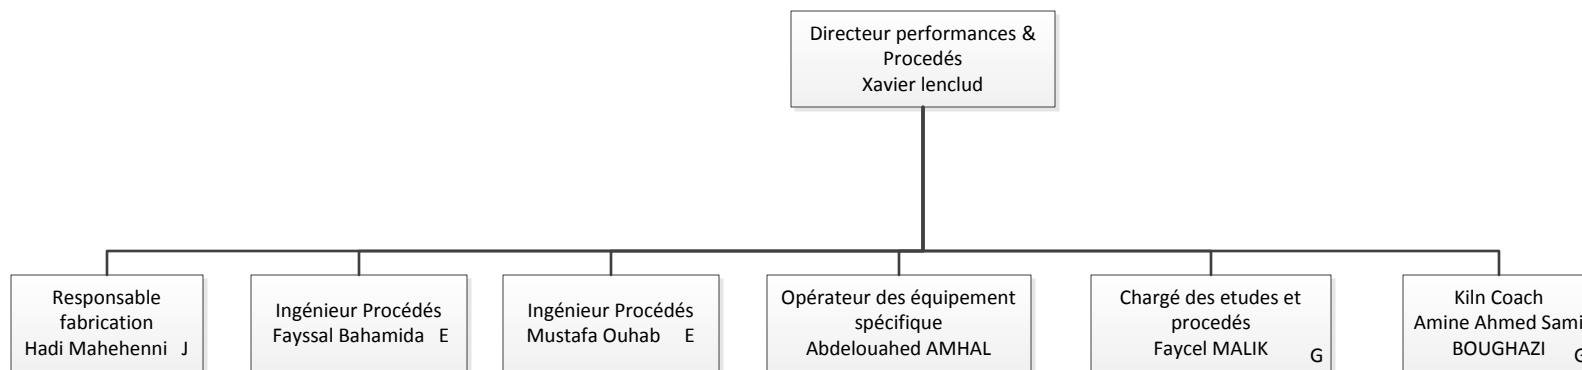 Directeur performances &
Procedés
Xavier lenclud
Responsable
fabrication
Hadi Mahehenni J
Ingénieur Procédés
Fayssal Bahamida E
Ingénieur Procédés
Mustafa Ouhab E
Opérateur des équipement
spécifique
Abdelouahed AMHAL
Chargé des etudes et
procedés
Faycel MALIK G
Kiln Coach
Amine Ahmed Sami
BOUGHAZI G